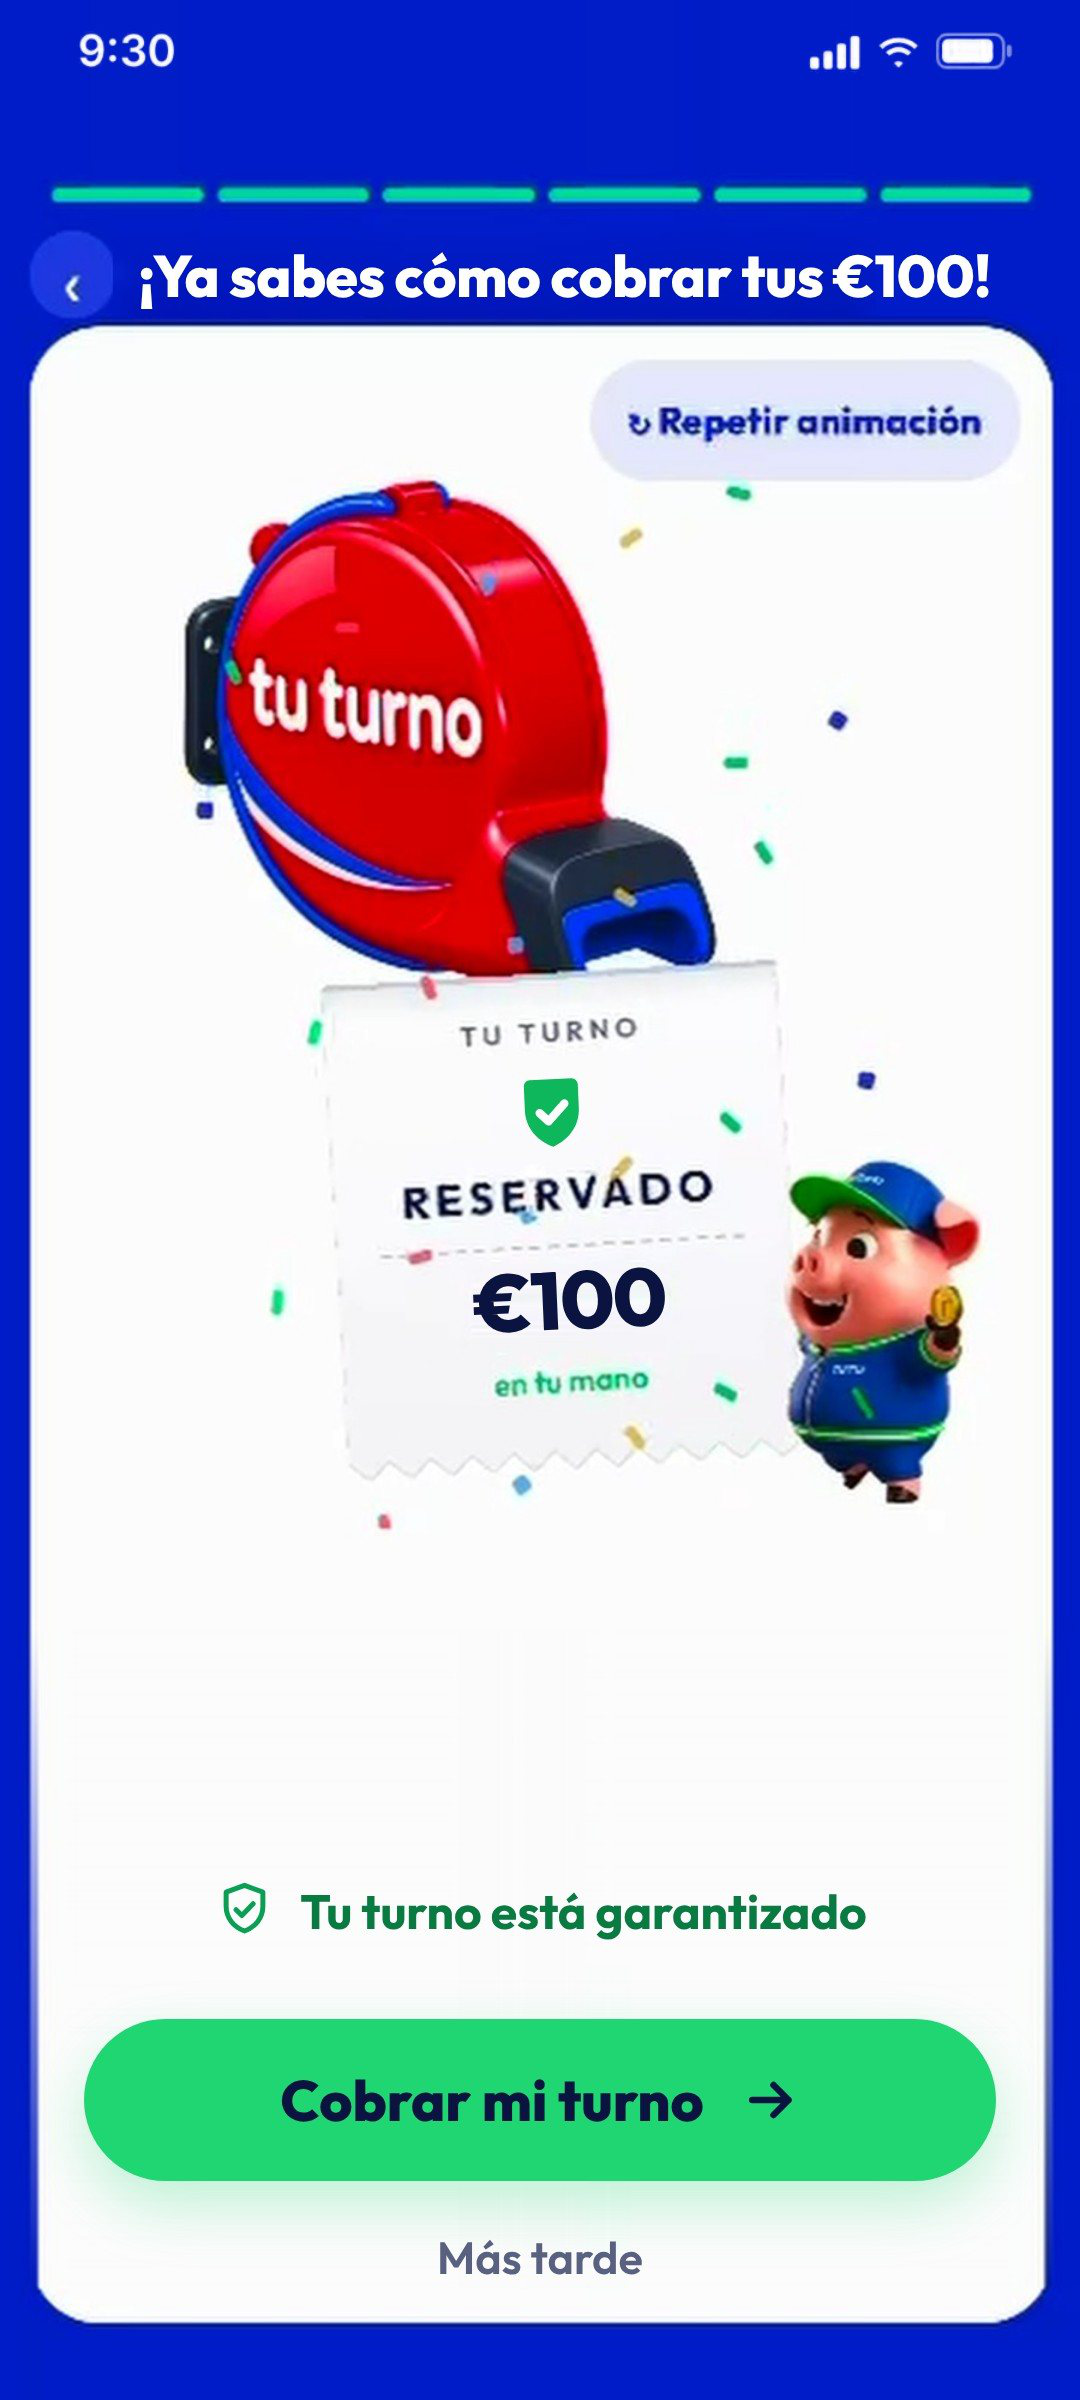 9:30
¡Ya sabes cómo cobrar tus €100!
↻ Repetir animación
tu turno
TU TURNO
RESERVADO
€100
en tu mano
TUTU
Tu turno está garantizado
Cobrar mi turno →
Más tarde